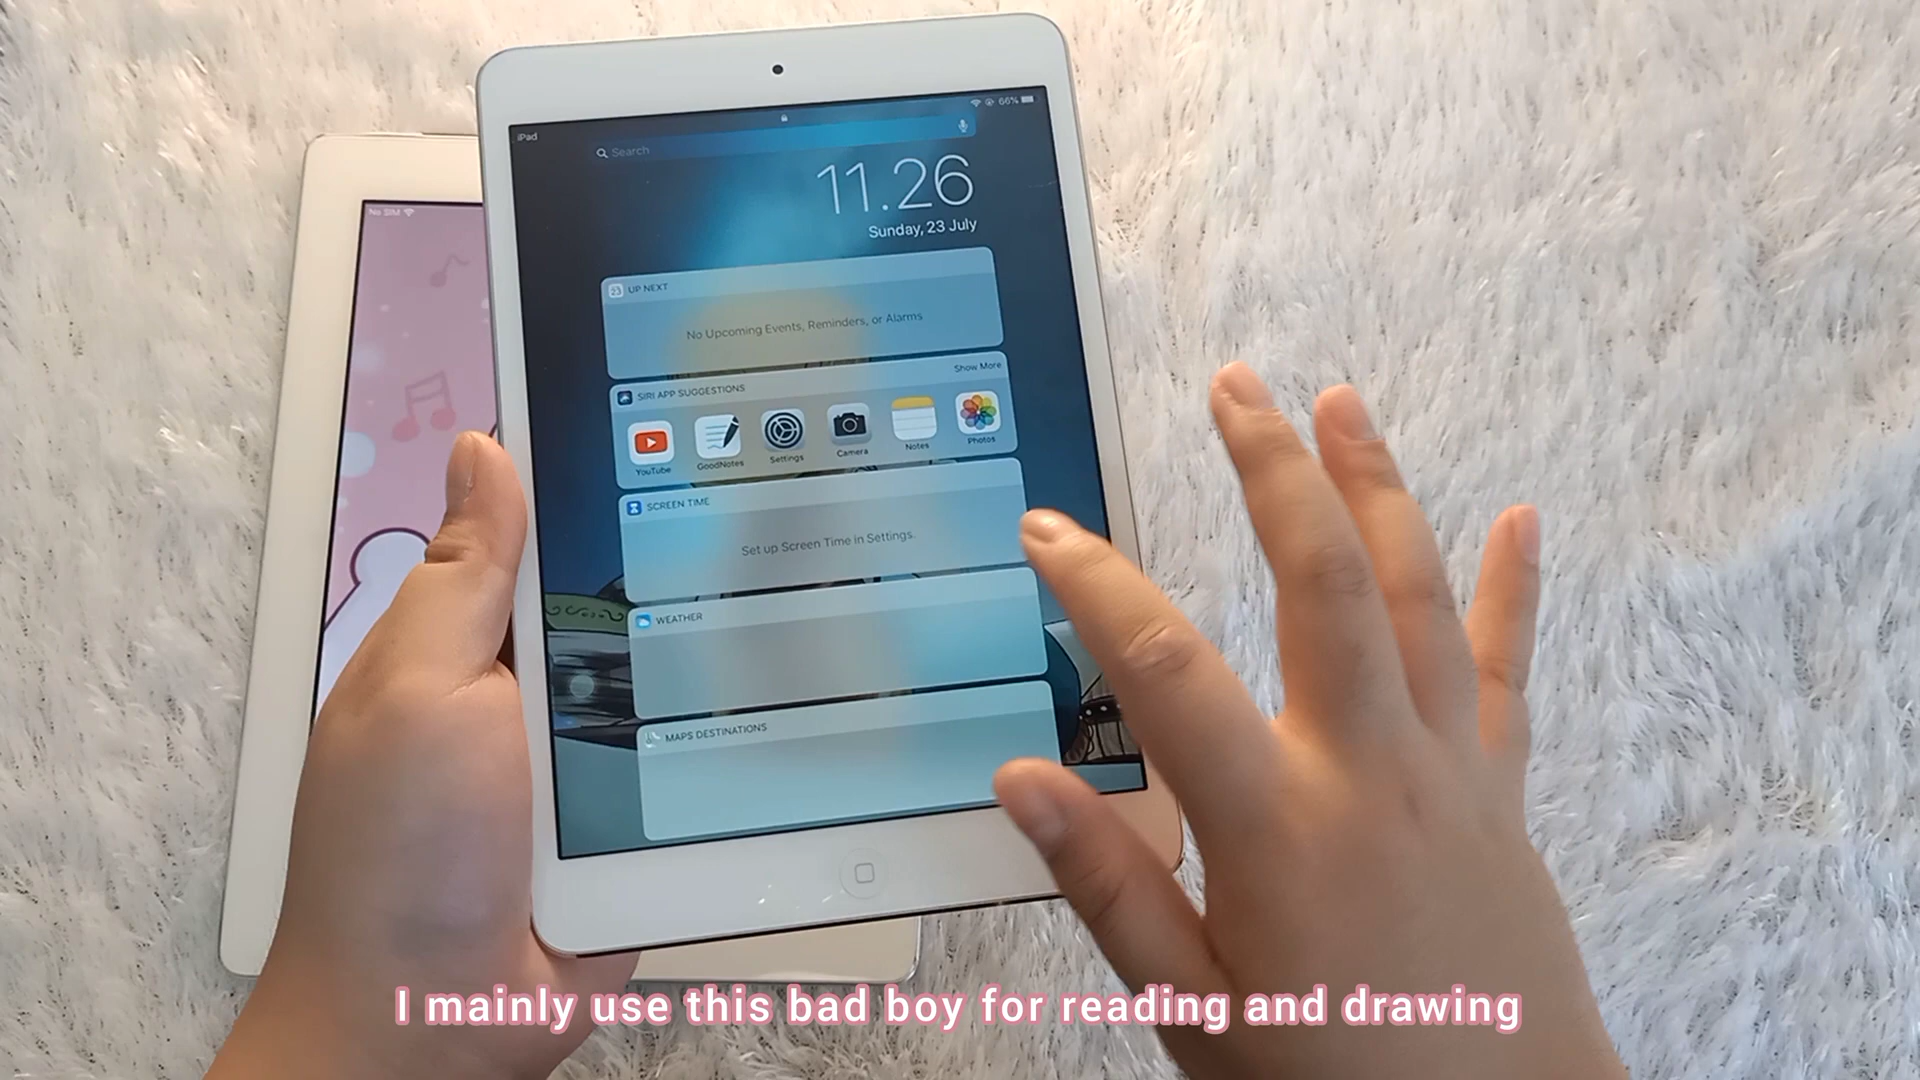 No SIM
iPad
66%
Search
11.26
Sunday, 23 July
23
UP NEXT
No Upcoming Events, Reminders, or Alarms
SIRI APP SUGGESTIONS
Show More
YouTube
GoodNotes
Settings
Camera
Notes
Photos
SCREEN TIME
Set up Screen Time in Settings.
WEATHER
MAPS DESTINATIONS
I mainly use this bad boy for reading and drawing